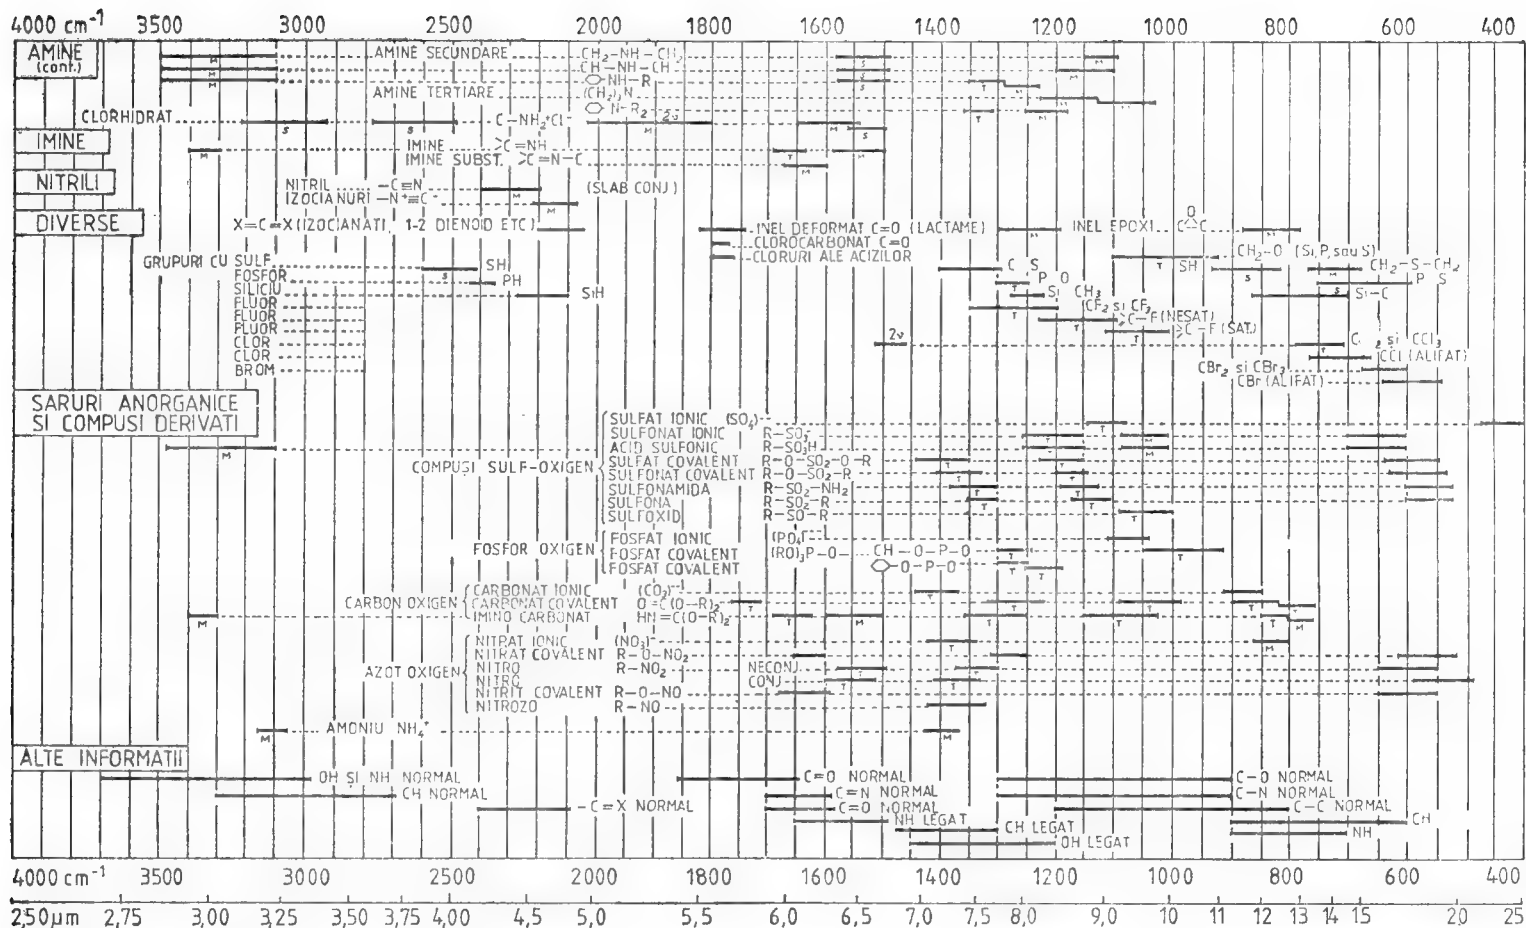 4000 cm⁻¹ 3500 3000 2500 2000 1800 1600 1400 1200 1000 800 600 400
AMINE
(cont.)
AMINE SECUNDARE CH₂-NH-CH₂
CH-NH-CH
NH-R
AMINE TERTIARE (CH₂)₃N
N-R₂
CLORHIDRAT C-NH₂⁺Cl⁻ 2ν
IMINE
IMINE >C=NH
IMINE SUBST. >C=N-C
NITRILI
NITRIL -C≡N (SLAB CONJ)
IZOCIANURI -N⁺≡C⁻
DIVERSE
X=C=X (IZOCIANATI, 1-2 DIENOID ETC) INEL DEFORMAT C=O (LACTAME) INEL EPOXI C-C O
CLOROCARBONAT C=O
CLORURI ALE ACIZILOR
CH₂-O (Si, P, sau S)
GRUPURI CU SULF SH C S SH CH₂-S-CH₂
FOSFOR PH P O P S
SILICIU SiH Si CH₃ Si-C
FLUOR CF₂ si CF₃
FLUOR >C-F (NESAT)
FLUOR >C-F (SAT)
CLOR 2ν C ₂ si CCl₃
CLOR CCl (ALIFAT)
BROM CBr₂ si CBr₃
CBr (ALIFAT)
SARURI ANORGANICE
SI COMPUSI DERIVATI
COMPUSI SULF-OXIGEN
SULFAT IONIC (SO₄)⁻⁻
SULFONAT IONIC R-SO₃⁻
ACID SULFONIC R-SO₃H
SULFAT COVALENT R-O-SO₂-O-R
SULFONAT COVALENT R-O-SO₂-R
SULFONAMIDA R-SO₂-NH₂
SULFONA R-SO₂-R
SULFOXID R-SO-R
FOSFOR OXIGEN
FOSFAT IONIC (PO₄⁻⁻⁻
FOSFAT COVALENT (RO)₃P-O CH-O-P-O
FOSFAT COVALENT O-P-O
CARBON OXIGEN
CARBONAT IONIC (CO₂)⁻⁻
CARBONAT COVALENT O=C(O-R)₂
IMINO CARBONAT HN=C(O-R)₂
AZOT OXIGEN
NITRAT IONIC (NO₃)⁻
NITRAT COVALENT R-O-NO₂
NITRO R-NO₂ NECONJ
NITRO CONJ
NITRIT COVALENT R-O-NO
NITROZO R-NO
AMONIU NH₄⁺
ALTE INFORMATII
OH ȘI NH NORMAL C=O NORMAL C-O NORMAL
CH NORMAL C=N NORMAL C-N NORMAL
-C=X NORMAL C=O NORMAL C-C NORMAL
NH LEGAT CH
CH LEGAT NH
OH LEGAT
4000 cm⁻¹ 3500 3000 2500 2000 1600 1400 1200 1000 800 600 400
2,50μm 2,75 3,00 3,25 3,50 3,75 4,00 4,5 5,0 5,5 6,0 6,5 7,0 7,5 8,0 9,0 10 11 12 13 14 15 20 25